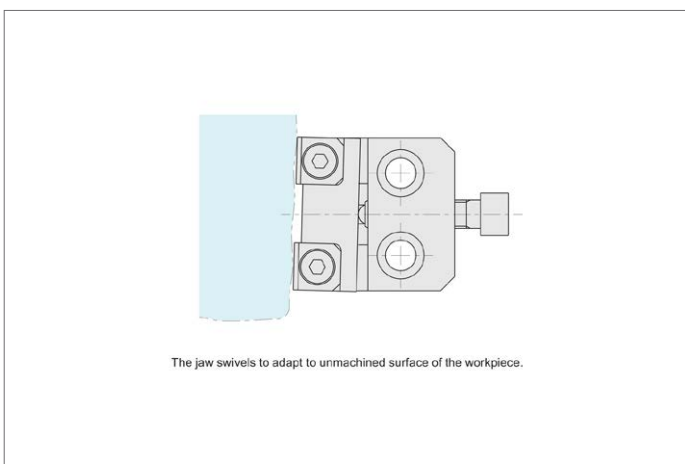 The jaw swivels to adapt to unmachined surface of the workpiece.